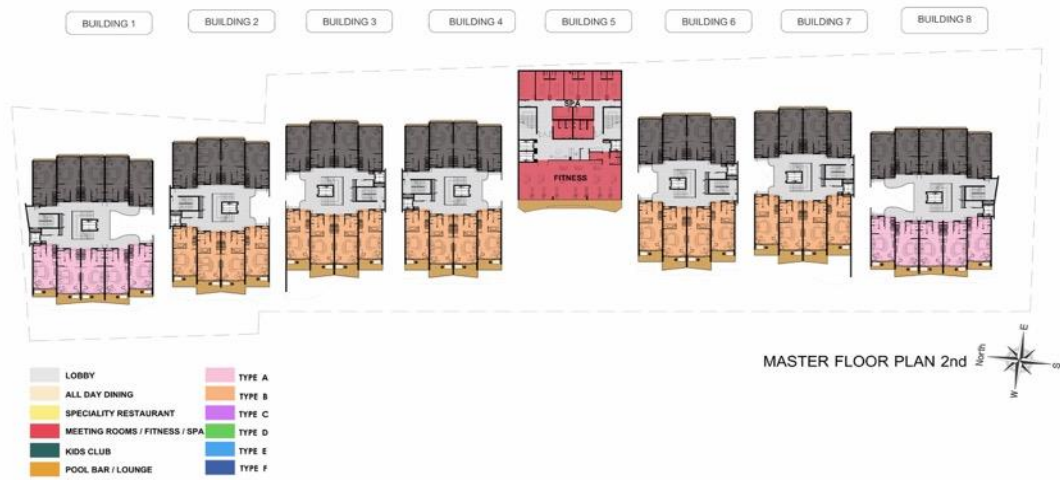 BUILDING 1
BUILDING 2
BUILDING 3
BUILDING 4
BUILDING 5
BUILDING 6
BUILDING 7
BUILDING 8
SPA
FITNESS
MASTER FLOOR PLAN 2nd
North
E
S
W
LOBBY
ALL DAY DINING
SPECIALITY RESTAURANT
MEETING ROOMS / FITNESS / SPA
KIDS CLUB
POOL BAR / LOUNGE
TYPE A
TYPE B
TYPE C
TYPE D
TYPE E
TYPE F